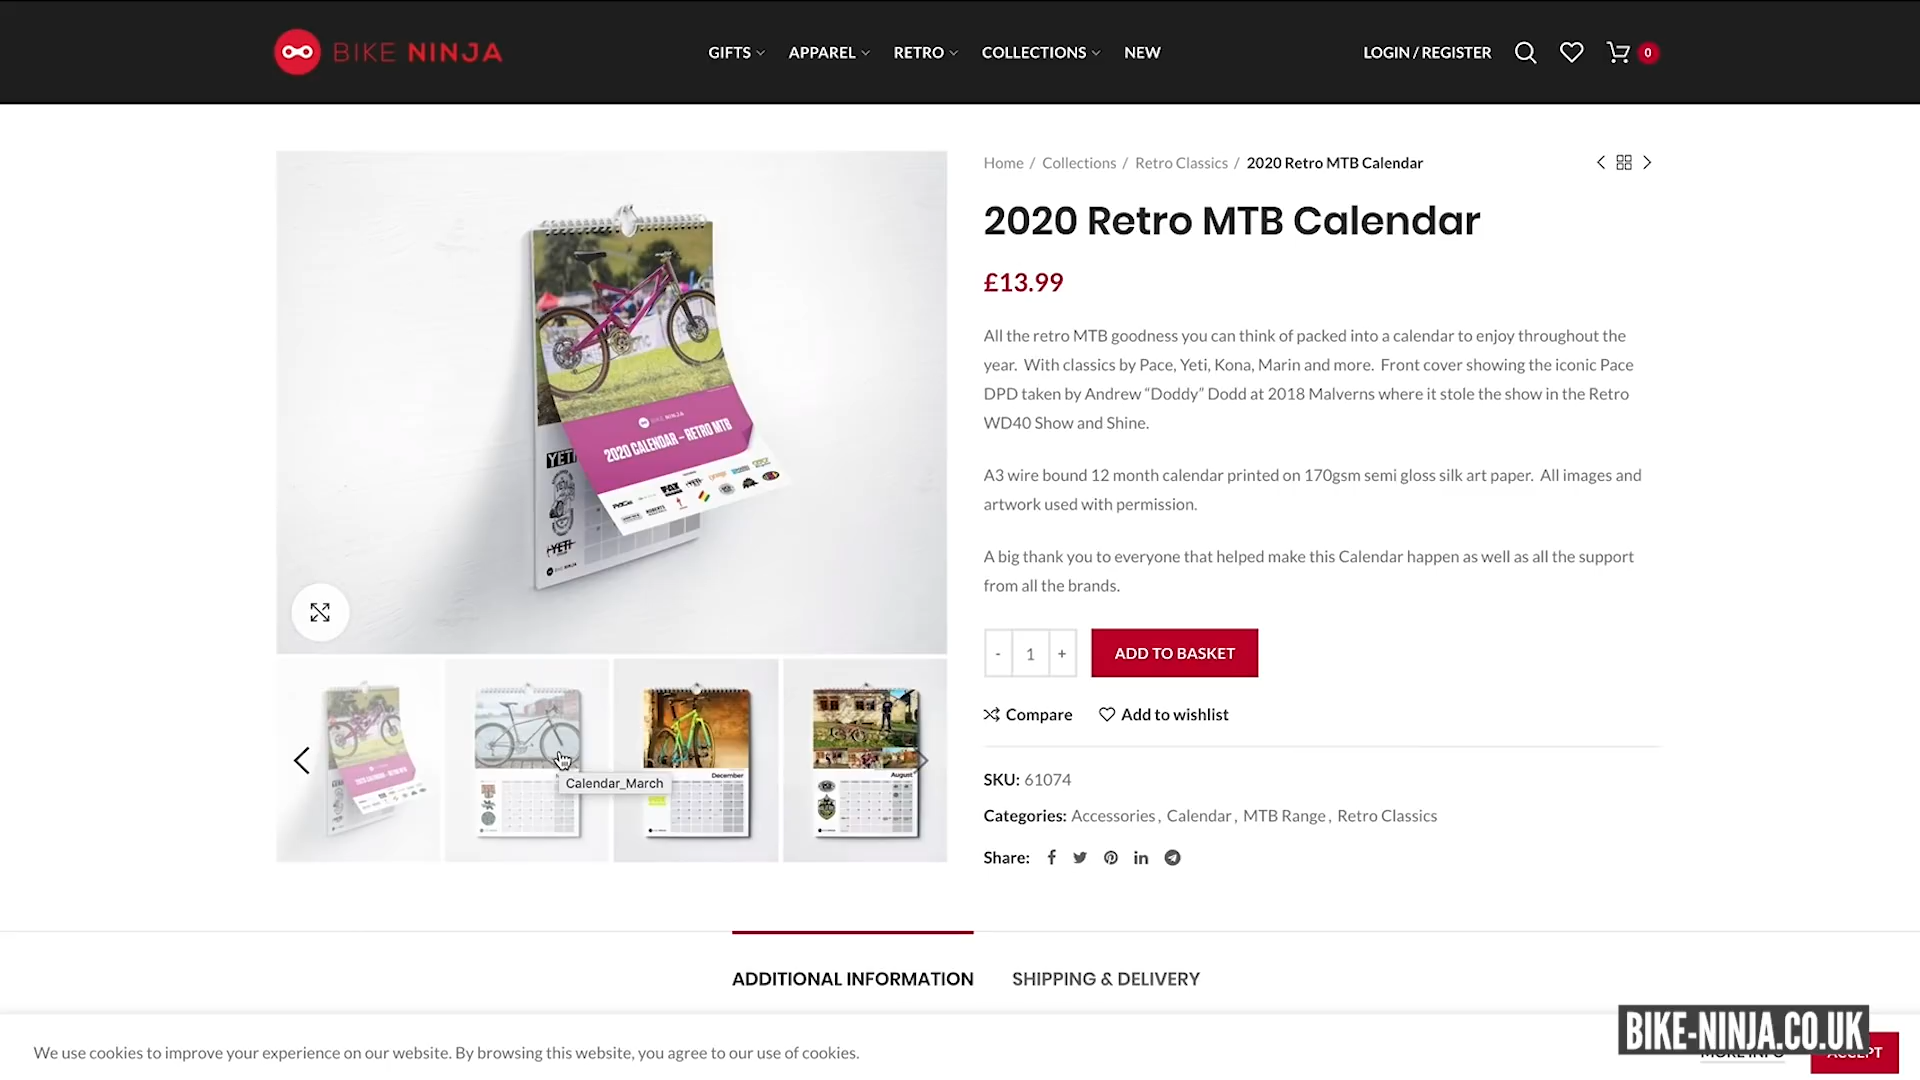 BIKE NINJA
GIFTS
APPAREL
RETRO
COLLECTIONS
NEW
LOGIN / REGISTER
0
Home / Collections / Retro Classics / 2020 Retro MTB Calendar
2020 Retro MTB Calendar
£13.99
All the retro MTB goodness you can think of packed into a calendar to enjoy throughout the
year. With classics by Pace, Yeti, Kona, Marin and more. Front cover showing the iconic Pace
DPD taken by Andrew “Doddy” Dodd at 2018 Malverns where it stole the show in the Retro
WD40 Show and Shine.
A3 wire bound 12 month calendar printed on 170gsm semi gloss silk art paper. All images and
artwork used with permission.
A big thank you to everyone that helped make this Calendar happen as well as all the support
from all the brands.
- 1 +
ADD TO BASKET
Compare
Add to wishlist
SKU: 61074
Categories: Accessories, Calendar, MTB Range, Retro Classics
Share:
BIKE NINJA
2020 CALENDAR – RETRO MTB
YETI
YETI
BIKE NINJA
Calendar_March
December
August
ADDITIONAL INFORMATION
SHIPPING & DELIVERY
We use cookies to improve your experience on our website. By browsing this website, you agree to our use of cookies.
BIKE-NINJA.CO.UK
MORE INFO
ACCEPT